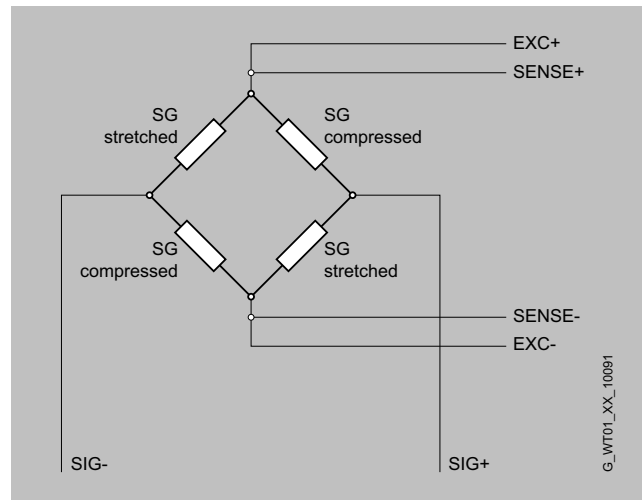 EXC+
SENSE+
SG
stretched
SG
compressed
SG
compressed
SG
stretched
SENSE-
EXC-
SIG-
SIG+
G_WT01_XX_10091